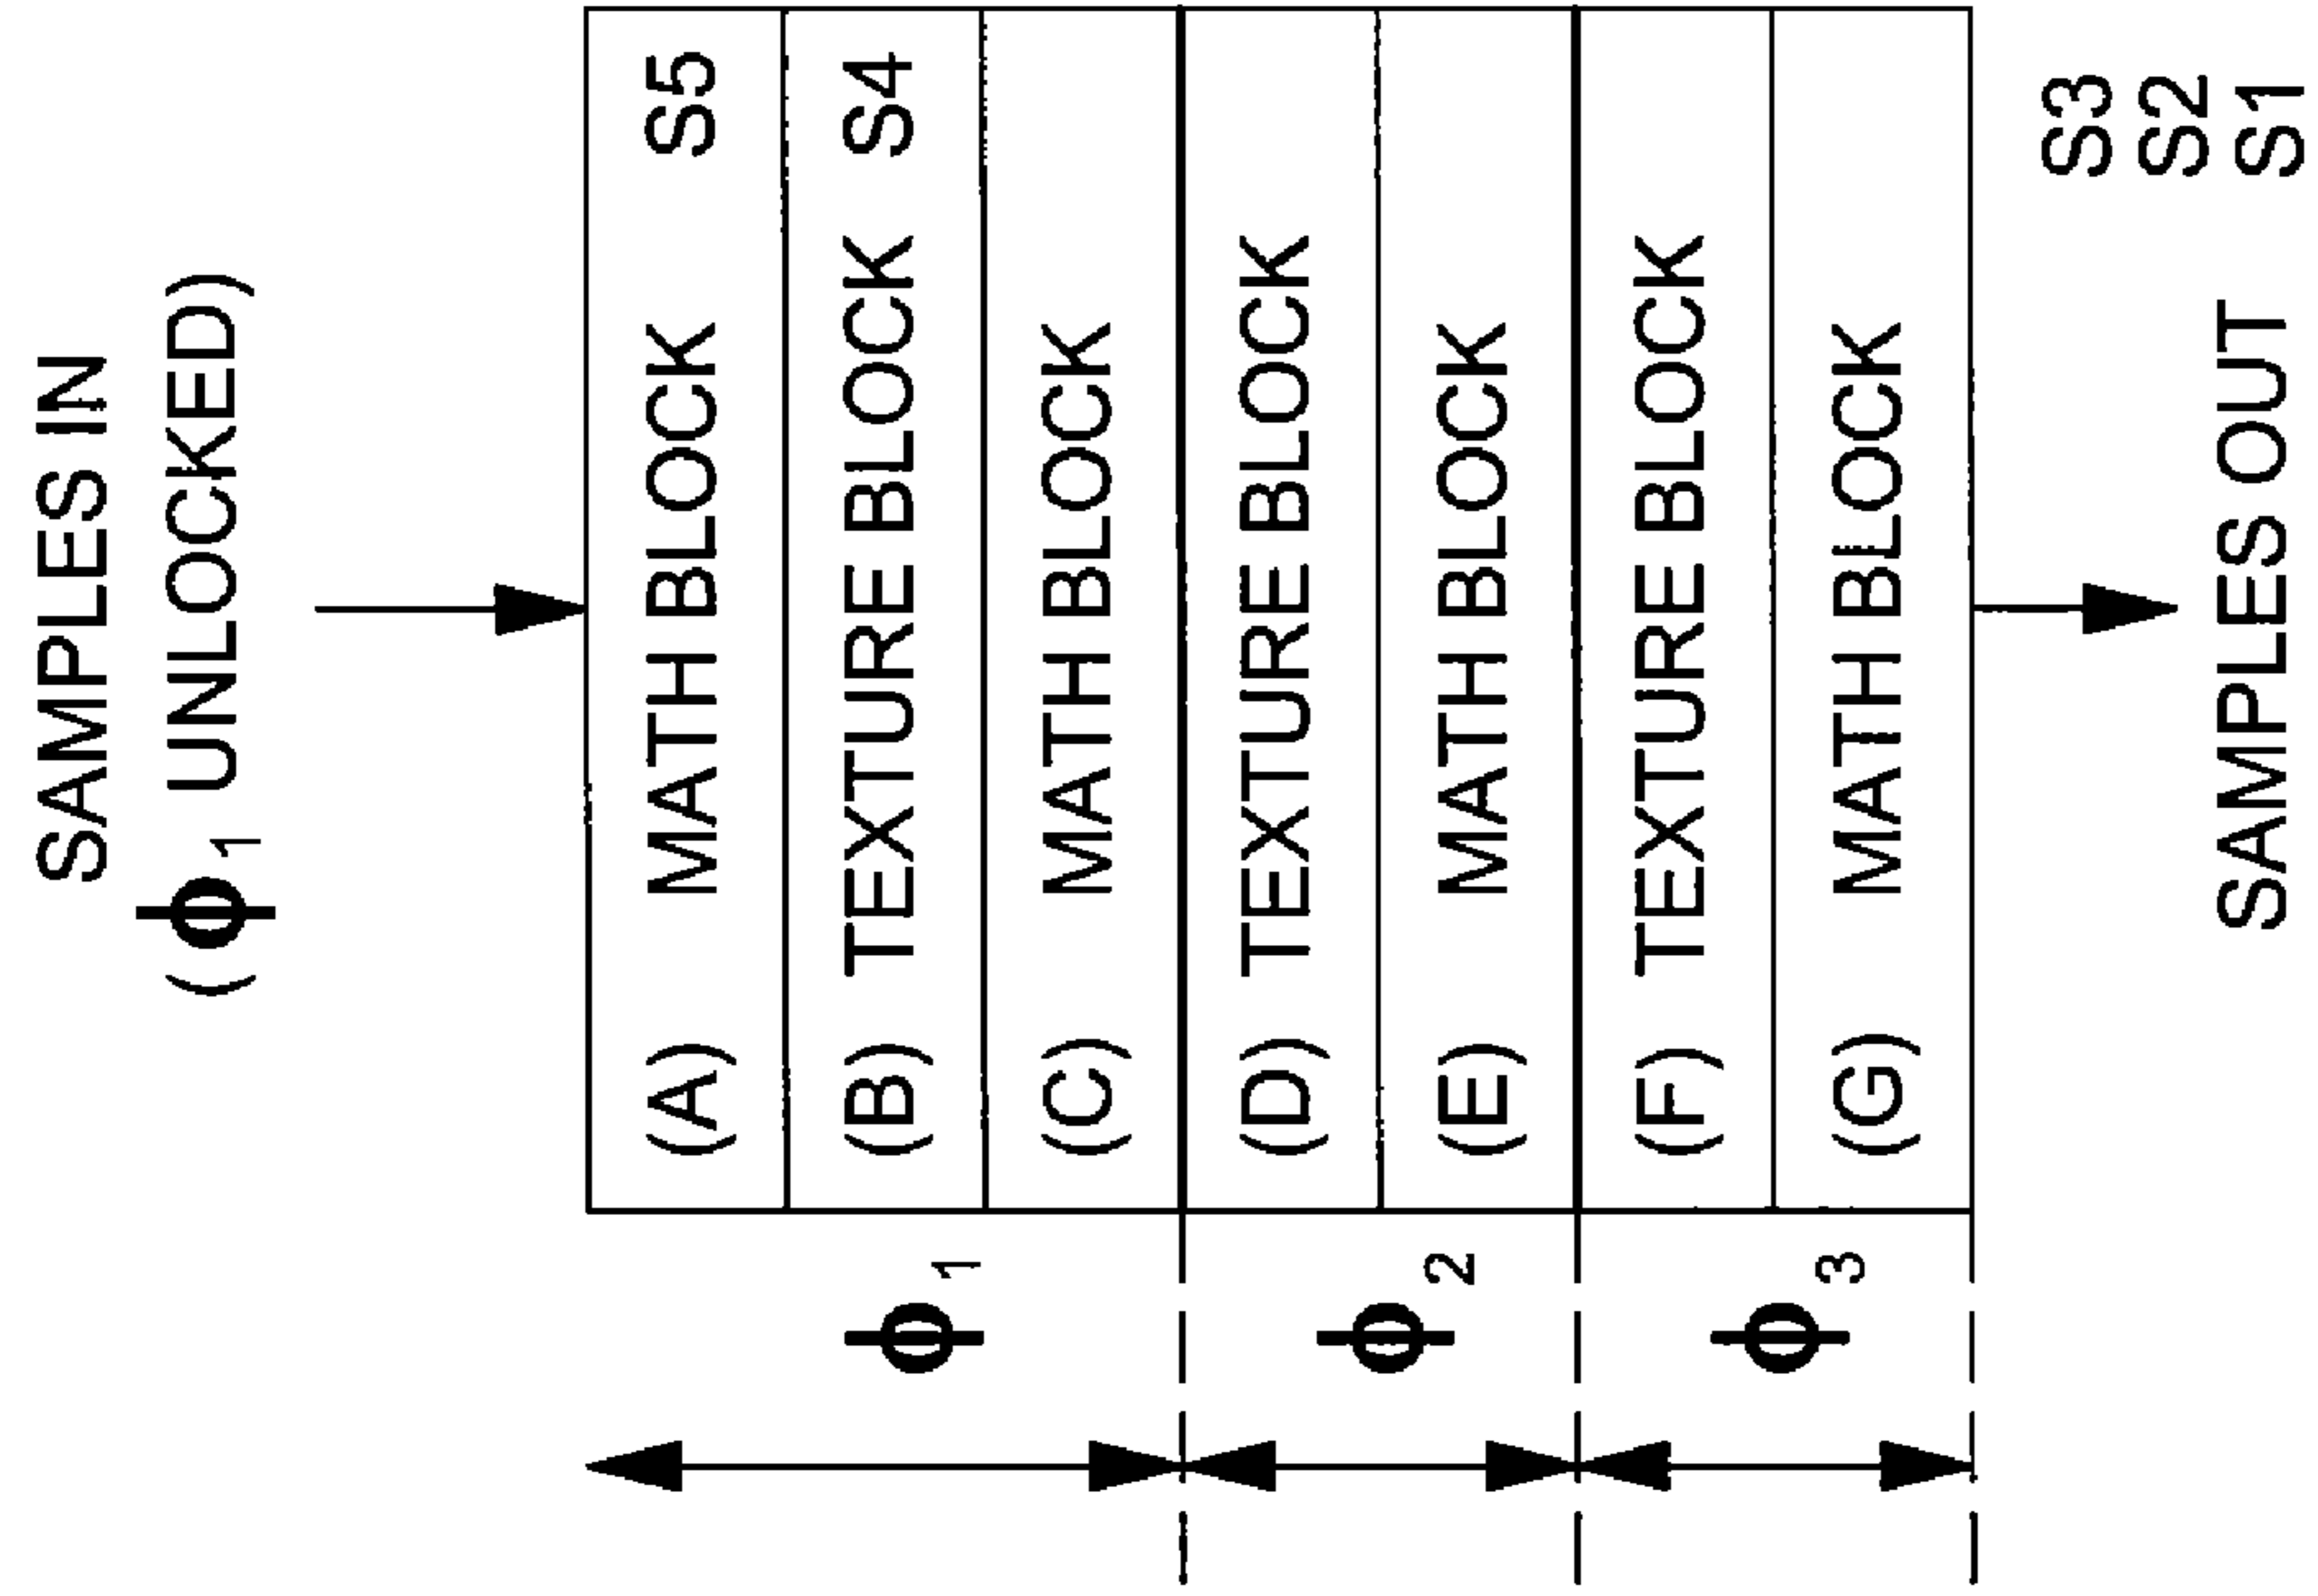 SAMPLES IN
(ϕ1 UNLOCKED)
(A) MATH BLOCK S5
ϕ1 (B) TEXTURE BLOCK S4
(C) MATH BLOCK
(D) TEXTURE BLOCK
ϕ2
(E) MATH BLOCK
(F) TEXTURE BLOCK
ϕ3
(G) MATH BLOCK
S3
S2
SAMPLES OUT S1